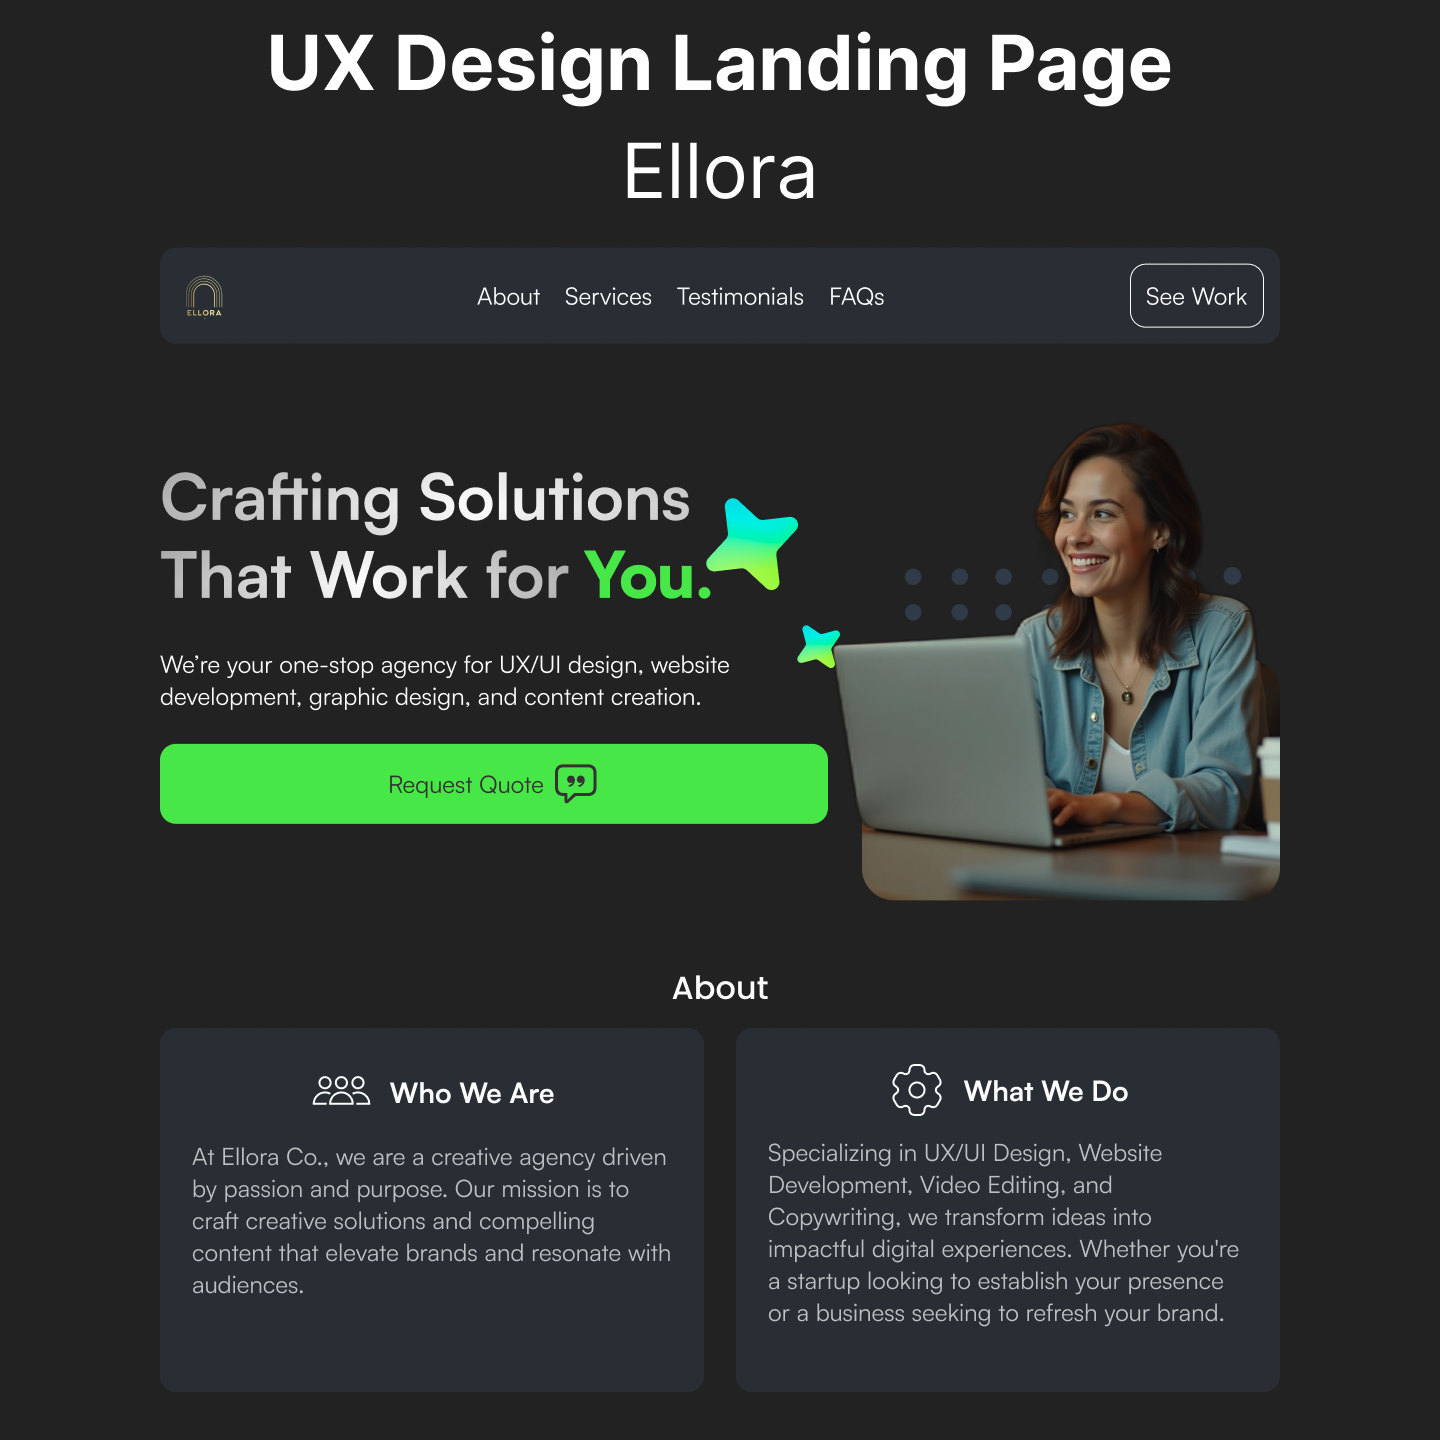 UX Design Landing Page
Ellora
ELLORA
About Services Testimonials FAQs
See Work
Crafting Solutions
That Work for You.
We’re your one-stop agency for UX/UI design, website
development, graphic design, and content creation.
Request Quote
About
Who We Are
At Ellora Co., we are a creative agency driven
by passion and purpose. Our mission is to
craft creative solutions and compelling
content that elevate brands and resonate with
audiences.
What We Do
Specializing in UX/UI Design, Website
Development, Video Editing, and
Copywriting, we transform ideas into
impactful digital experiences. Whether you're
a startup looking to establish your presence
or a business seeking to refresh your brand.